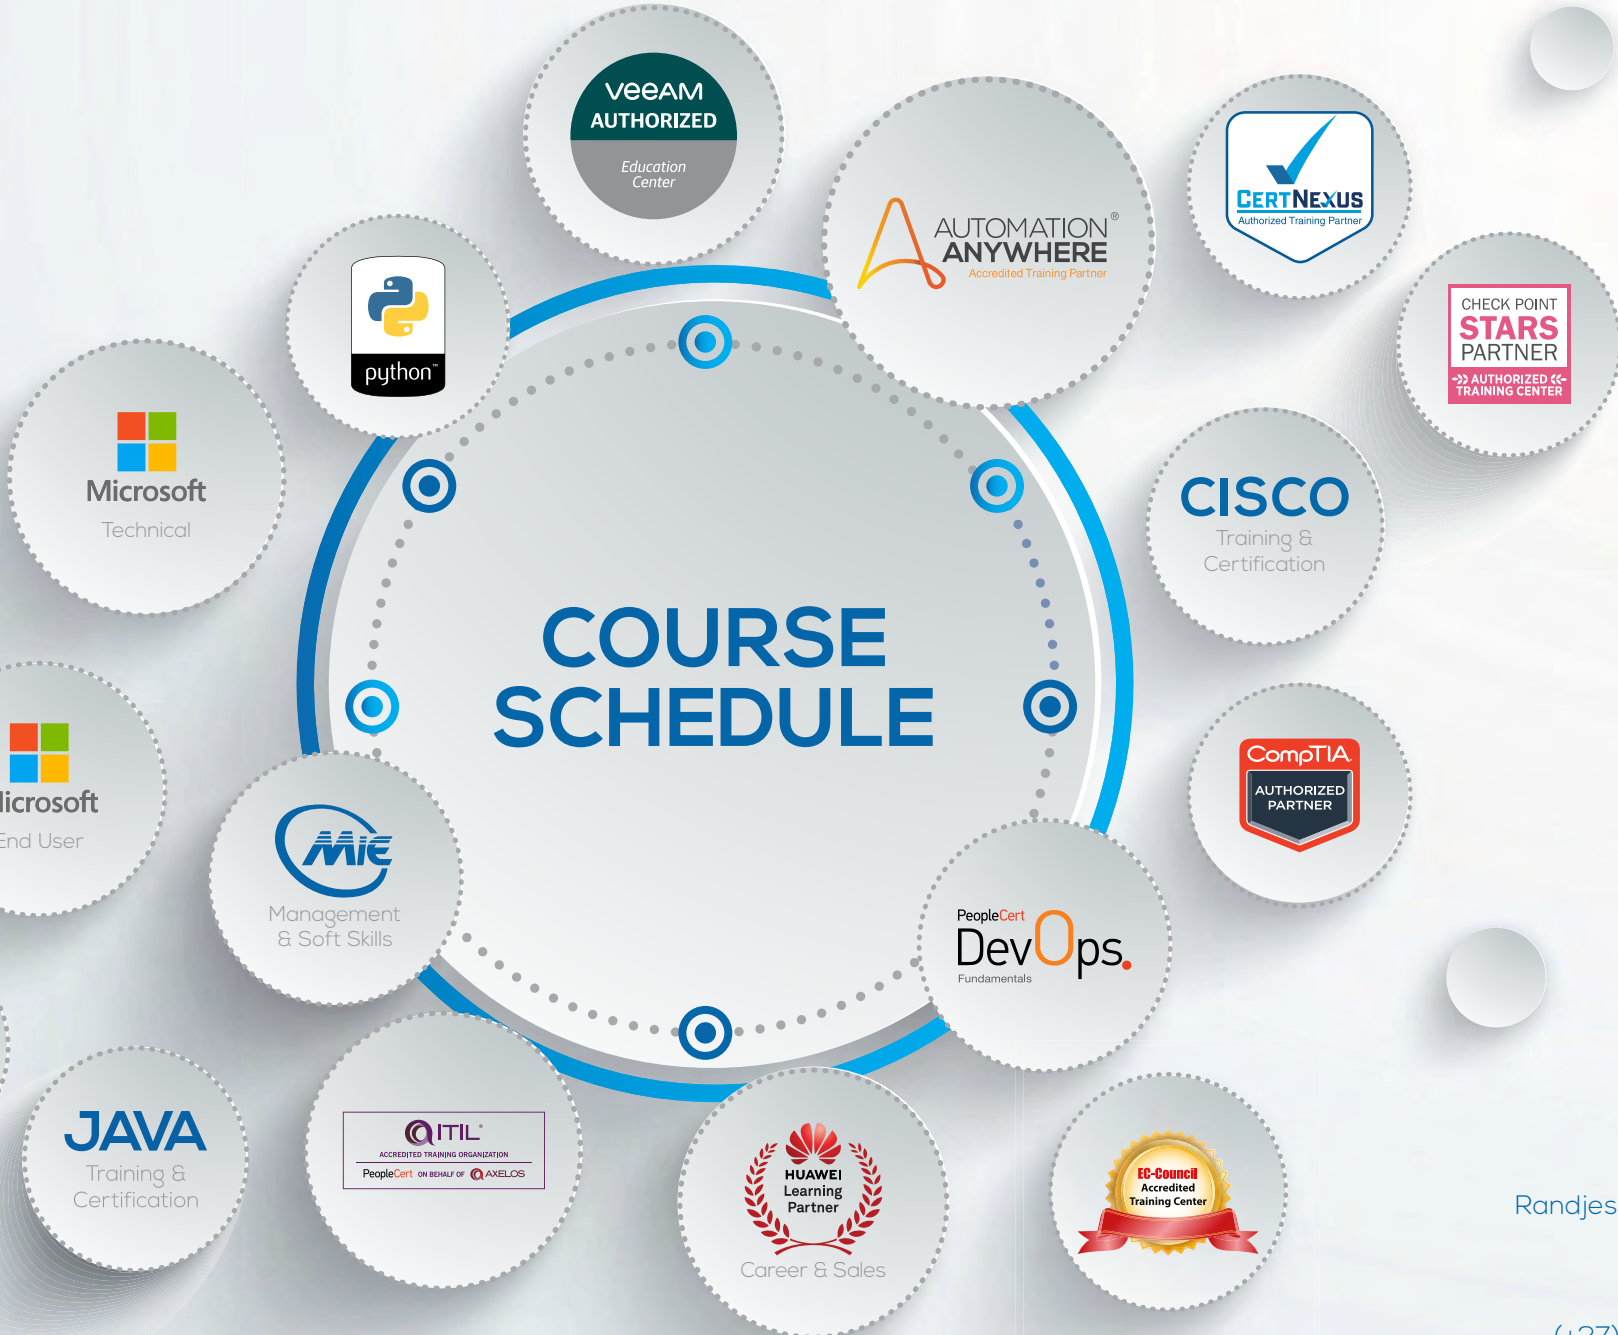 veeAM
AUTHORIZED
Education
Center
AUTOMATION®
ANYWHERE
Accredited Training Partner
CERTNEXUS
Authorized Training Partner
python™
CHECK POINT
STARS
PARTNER
AUTHORIZED
TRAINING CENTER
Microsoft
Technical
CISCO
Training &
Certification
COURSE
SCHEDULE
icrosoft
End User
CompTIA
AUTHORIZED
PARTNER
MIE
Management
& Soft Skills
PeopleCert
DevOps.
Fundamentals
JAVA
Training &
Certification
ITIL®
ACCREDITED TRAINING ORGANIZATION
PeopleCert ON BEHALF OF AXELOS
HUAWEI
Learning
Partner
Career & Sales
EC-Council
Accredited
Training Center
Randjes
(+27)